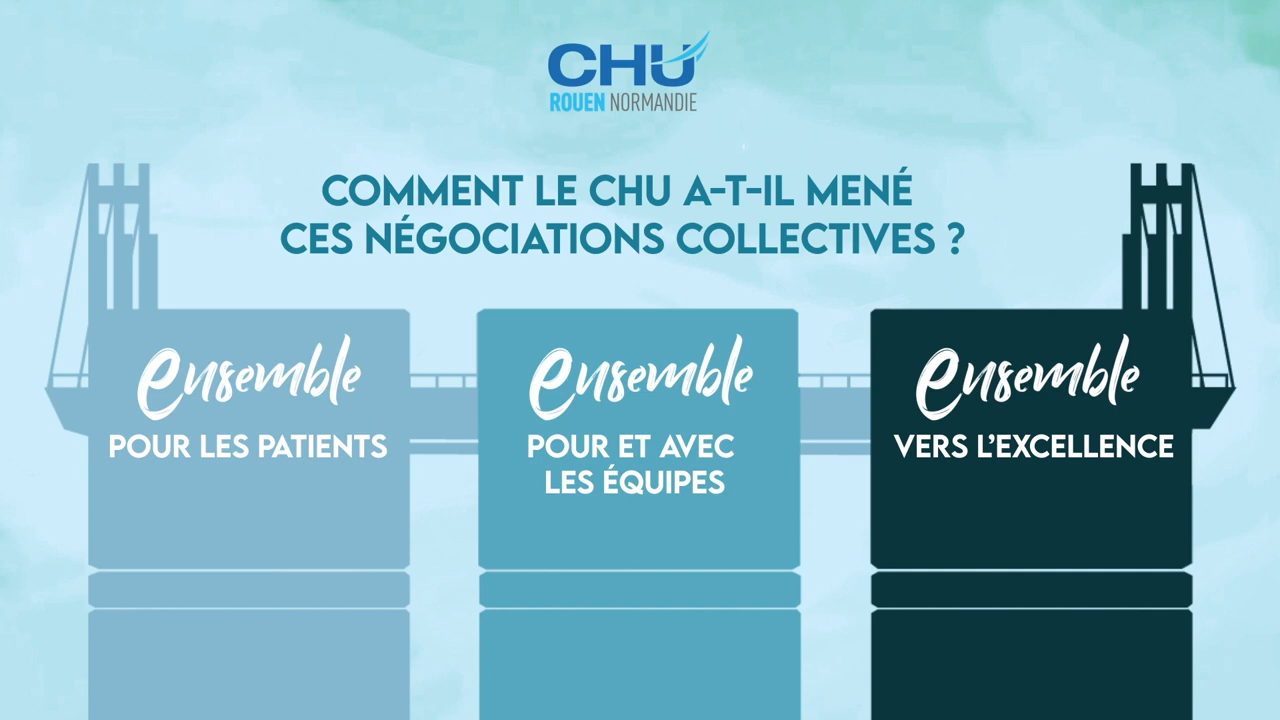 CHU
ROUEN NORMANDIE
COMMENT LE CHU A-T-IL MENÉ
CES NÉGOCIATIONS COLLECTIVES ?
ensemble
POUR LES PATIENTS
ensemble
POUR ET AVEC
LES ÉQUIPES
ensemble
VERS L'EXCELLENCE